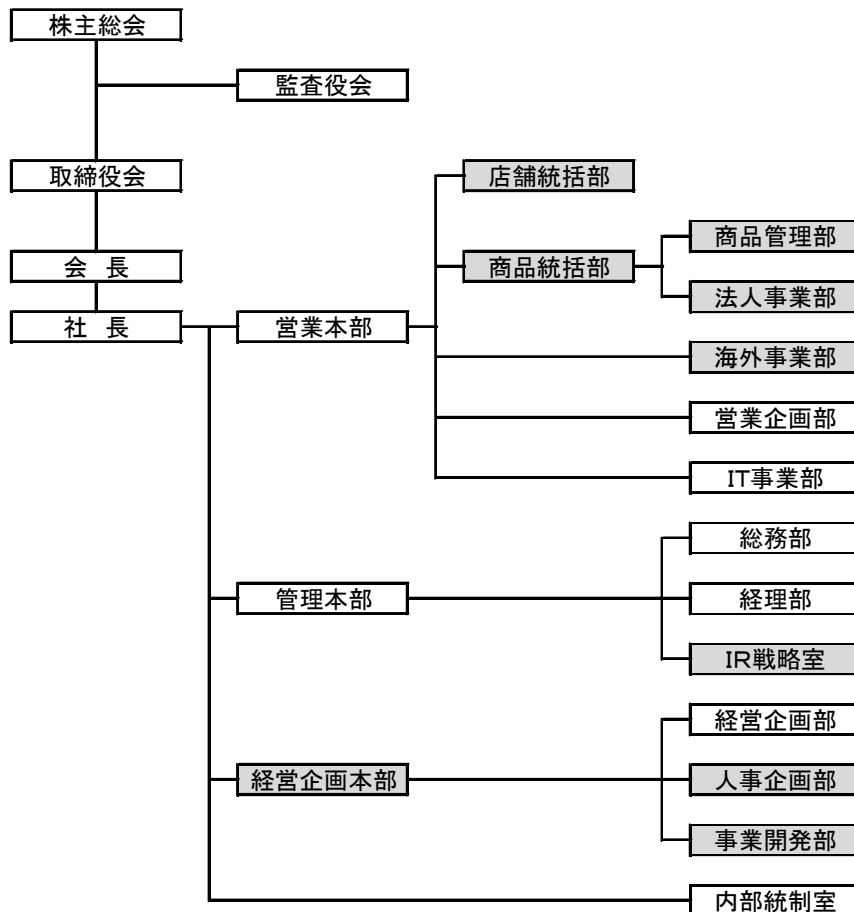 株主総会
監査役会
取締役会
店舗統括部
商品管理部
会 長
商品統括部
法人事業部
社 長
営業本部
海外事業部
営業企画部
IT事業部
総務部
管理本部
経理部
IR戦略室
経営企画部
経営企画本部
人事企画部
事業開発部
内部統制室